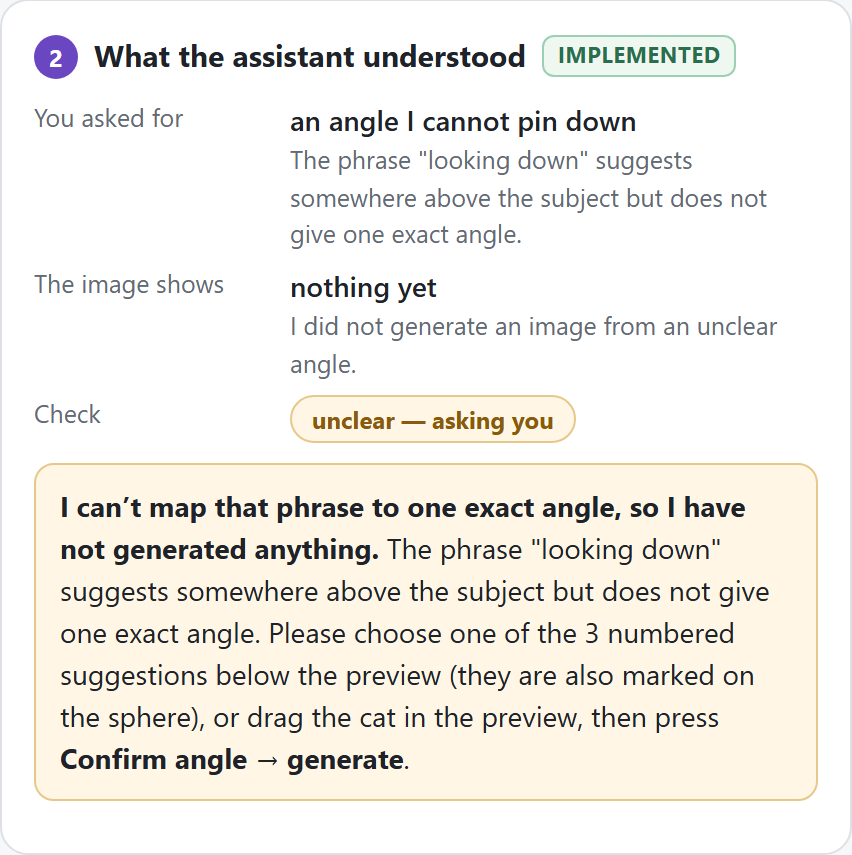 2 What the assistant understood IMPLEMENTED
You asked for an angle I cannot pin down
The phrase "looking down" suggests
somewhere above the subject but does not
give one exact angle.
The image shows nothing yet
I did not generate an image from an unclear
angle.
Check unclear — asking you
I can’t map that phrase to one exact angle, so I have
not generated anything. The phrase "looking down"
suggests somewhere above the subject but does not give
one exact angle. Please choose one of the 3 numbered
suggestions below the preview (they are also marked on
the sphere), or drag the cat in the preview, then press
Confirm angle → generate.